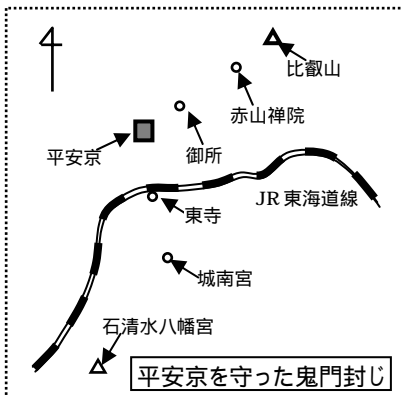 比叡山
赤山禅院
御所
平安京
JR東海道線
東寺
城南宮
石清水八幡宮
平安京を守った鬼門封じ